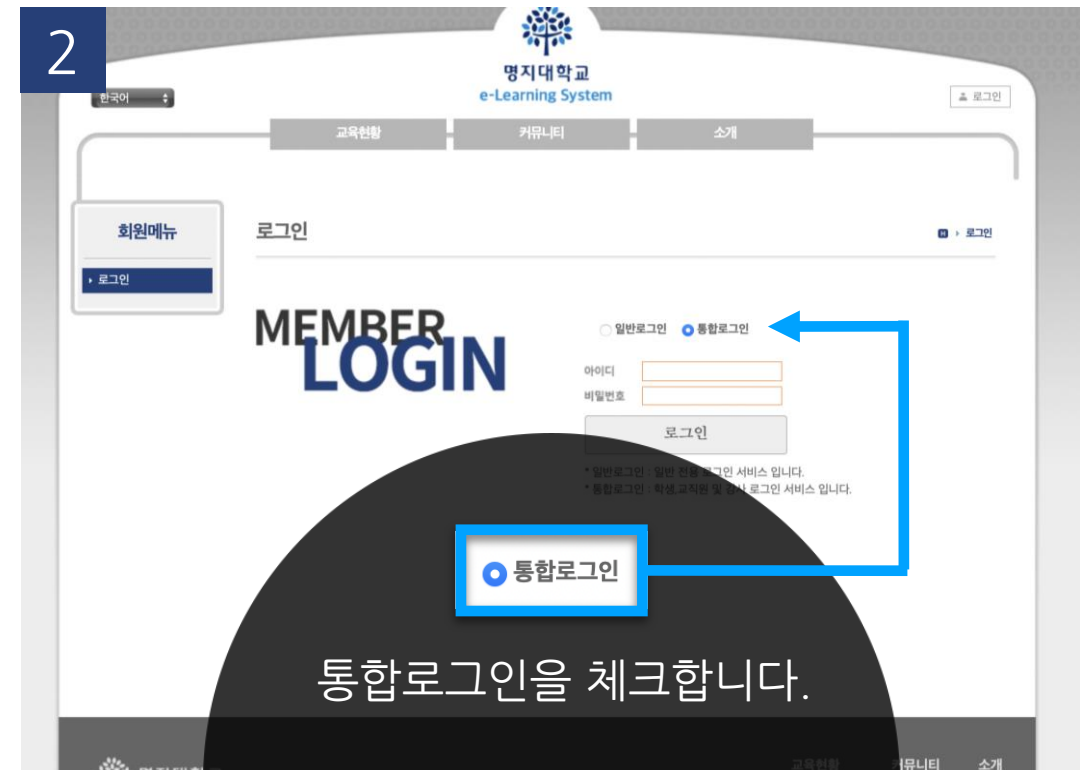 2
명지대학교
e-Learning System
한국어
로그인
교육현황
커뮤니티
소개
회원메뉴
로그인
로그인
로그인
MEMBER
LOGIN
일반로그인
통합로그인
아이디
비밀번호
로그인
* 일반로그인 : 일반 전용 로그인 서비스 입니다.
* 통합로그인 : 학생,교직원 및 강사 로그인 서비스 입니다.
통합로그인
통합로그인을 체크합니다.
교육현황
커뮤니티
소개